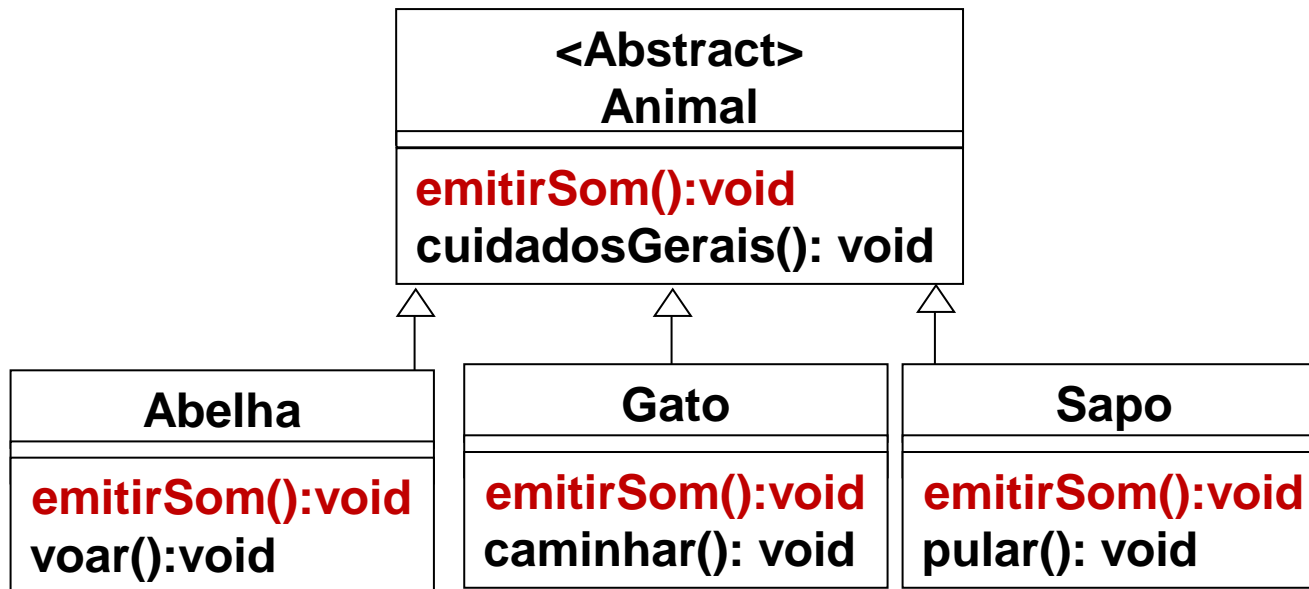 <Abstract>
Animal
emitirSom():void
cuidadosGerais(): void
Abelha
emitirSom():void
voar():void
Gato
emitirSom():void
caminhar(): void
Sapo
emitirSom():void
pular(): void